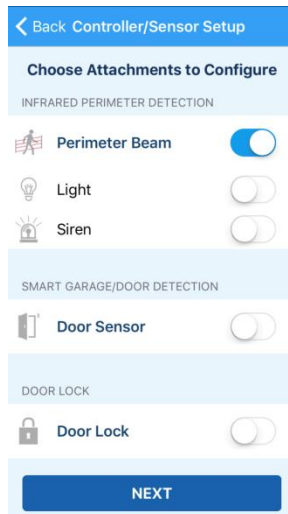 Back Controller/Sensor Setup
Choose Attachments to Configure
INFRARED PERIMETER DETECTION
Perimeter Beam
Light
Siren
SMART GARAGE/DOOR DETECTION
Door Sensor
DOOR LOCK
Door Lock
NEXT